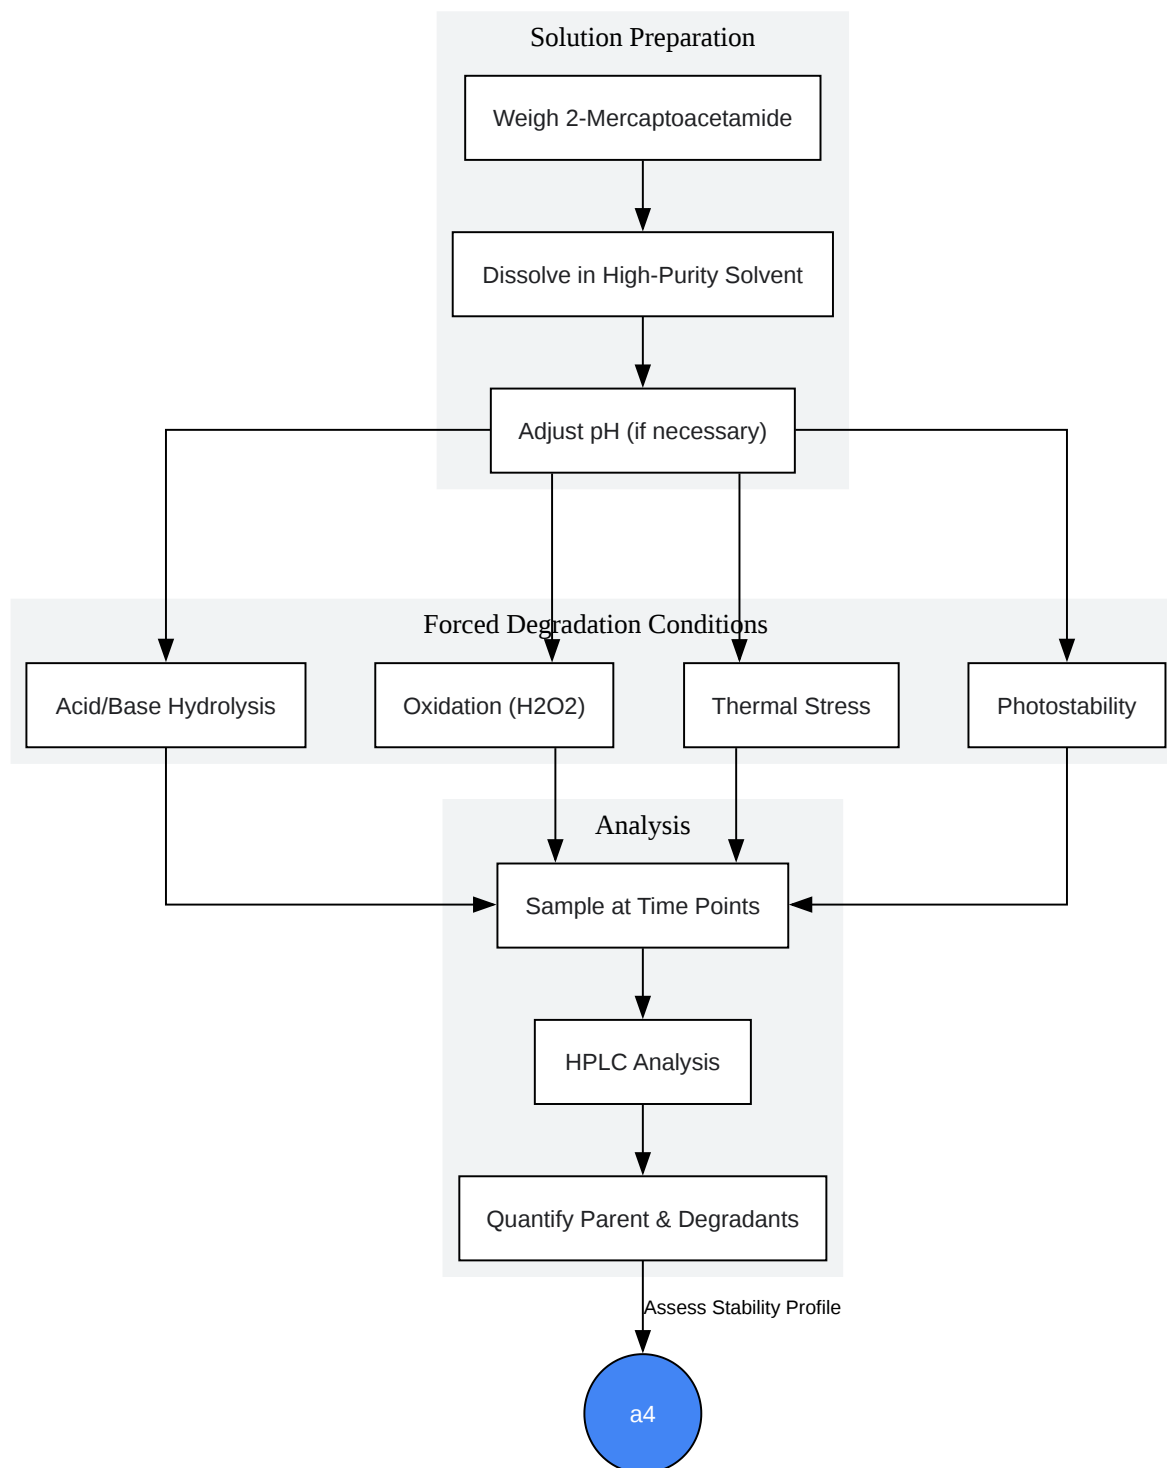 Solution Preparation
Weigh 2-Mercaptoacetamide
Dissolve in High-Purity Solvent
Adjust pH (if necessary)
Forced Degradation Conditions
Acid/Base Hydrolysis
Oxidation (H2O2)
Thermal Stress
Photostability
Analysis
Sample at Time Points
HPLC Analysis
Quantify Parent & Degradants
Assess Stability Profile
a4